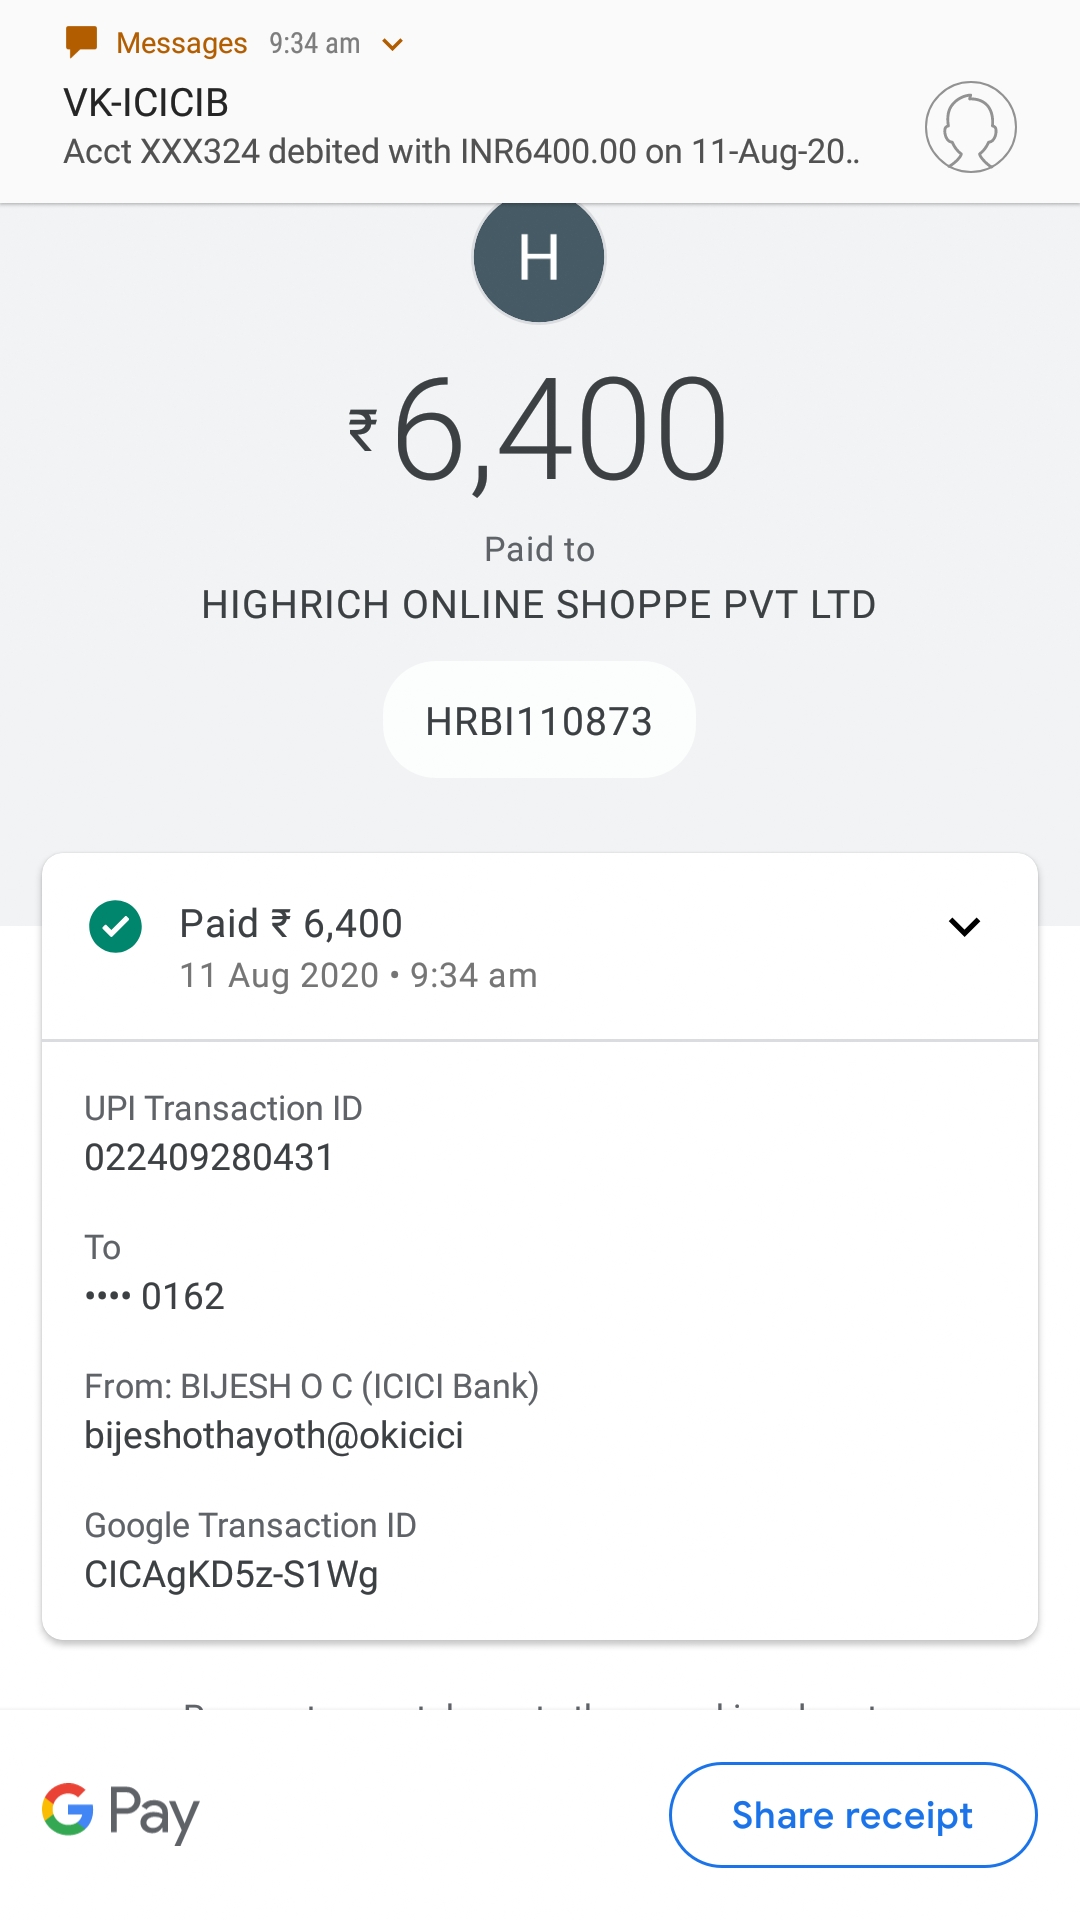 Messages 9:34 am
VK-ICICIB
Acct XXX324 debited with INR6400.00 on 11-Aug-20..
H
₹6,400
Paid to
HIGHRICH ONLINE SHOPPE PVT LTD
HRBI110873
Paid ₹ 6,400
11 Aug 2020 • 9:34 am
UPI Transaction ID
022409280431
To
•••• 0162
From: BIJESH O C (ICICI Bank)
bijeshothayoth@okicici
Google Transaction ID
CICAgKD5z-S1Wg
G Pay
Share receipt